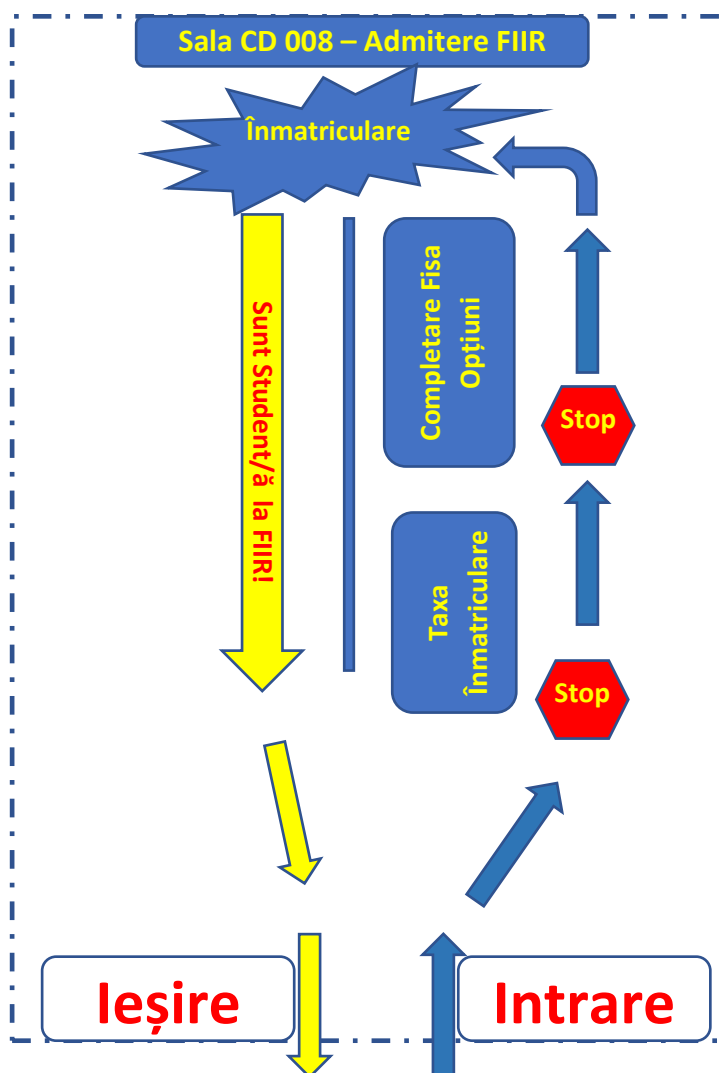 Sala CD 008 – Admitere FIIR
Înmatriculare
Sunt Student/ă la FIIR!
Completare Fisa
Opțiuni
Stop
Taxa
Înmatriculare
Stop
Ieșire
Intrare